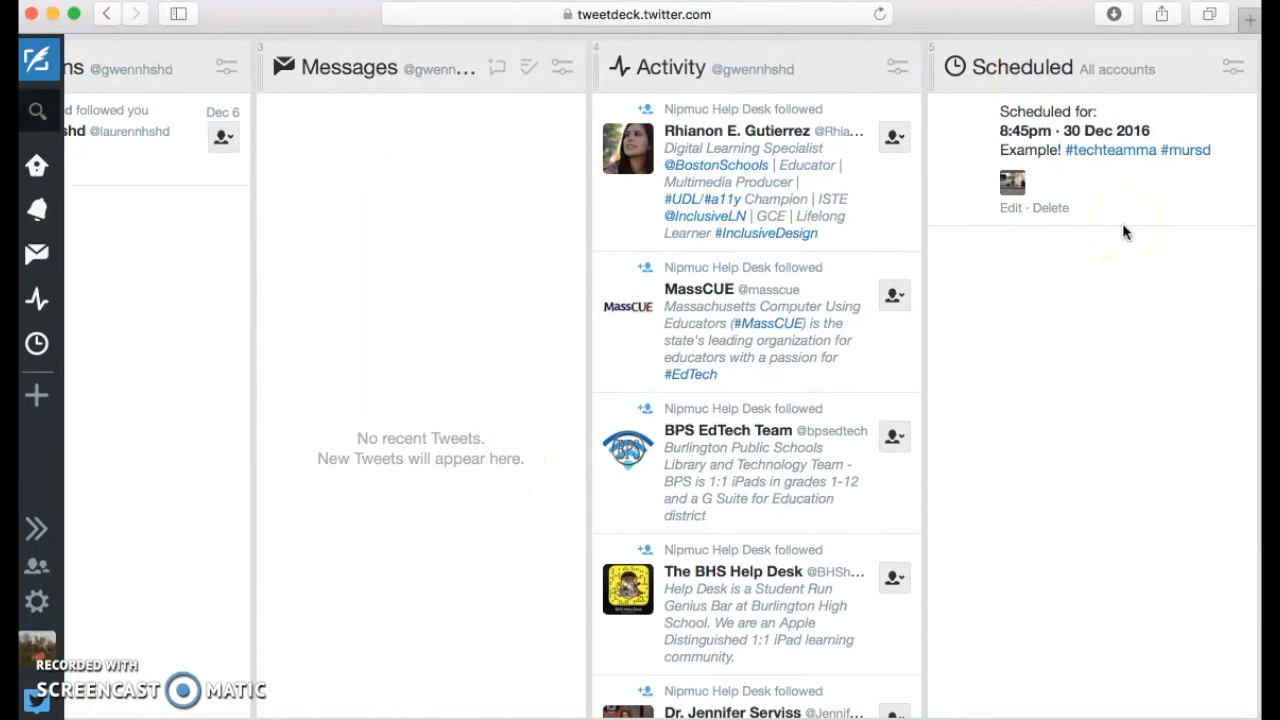 tweetdeck.twitter.com
ns @gwennhshd
d followed you
Dec 6
shd @laurennhshd
3
Messages @gwenn...
No recent Tweets.
New Tweets will appear here.
4
Activity @gwennhshd
Nipmuc Help Desk followed
Rhianon E. Gutierrez @Rhia...
Digital Learning Specialist
@BostonSchools | Educator |
Multimedia Producer |
#UDL/#a11y Champion | ISTE
@InclusiveLN | GCE | Lifelong
Learner #InclusiveDesign
Nipmuc Help Desk followed
MassCUE @masscue
MASSCUE
Massachusetts Computer Using
Educators (#MassCUE) is the
state's leading organization for
educators with a passion for
#EdTech
Nipmuc Help Desk followed
BPS EdTech Team @bpsedtech
BPS
Burlington Public Schools
Library and Technology Team -
BPS is 1:1 iPads in grades 1-12
and a G Suite for Education
district
Nipmuc Help Desk followed
The BHS Help Desk @BHSh...
Help Desk is a Student Run
Genius Bar at Burlington High
School. We are an Apple
Distinguished 1:1 iPad learning
community.
Nipmuc Help Desk followed
Dr. Jennifer Serviss @Jennif...
5
Scheduled All accounts
Scheduled for:
8:45pm · 30 Dec 2016
Example! #techteamma #mursd
Edit · Delete
RECORDED WITH
SCREENCAST MATIC